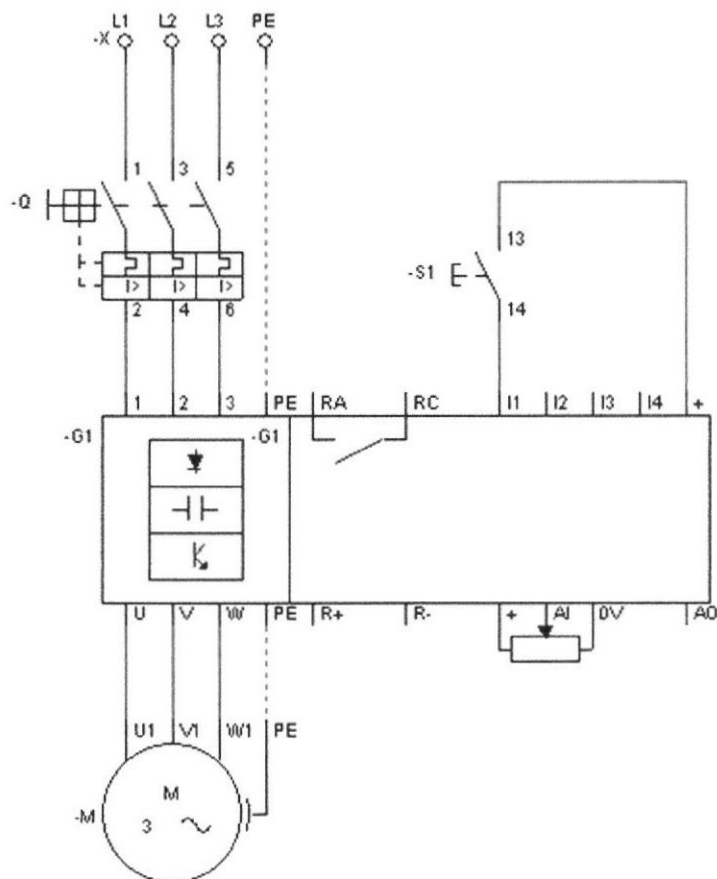 L1 L2 L3 PE
-X
1 3 5
-Q
13
-S1
I> I> I>
2 4 6
14
1 2 3 PE RA RC I1 I2 I3 I4 +
-G1 -G1
U V W PE R+ R- + AI 0V AO
U1 V1 W1 PE
M
-M
3